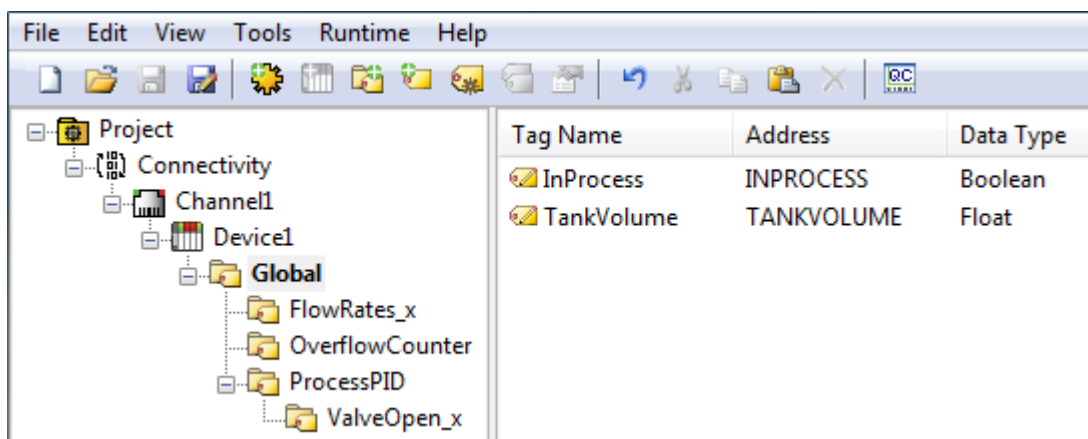 File Edit View Tools Runtime Help
QC
Project
Connectivity
Channel1
Device1
Global
FlowRates_x
OverflowCounter
ProcessPID
ValveOpen_x
Tag Name Address Data Type
InProcess INPROCESS Boolean
TankVolume TANKVOLUME Float